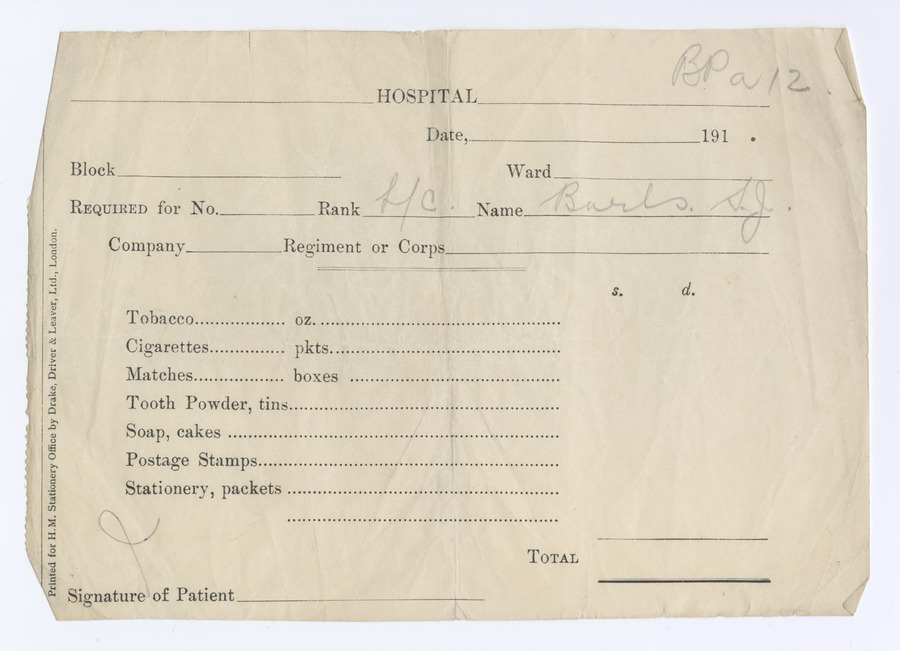 BPa12.
HOSPITAL
Date, 191 .
Block Ward
REQUIRED for No. Rank L/C. Name S.J.
Company Regiment or Corps
s. d.
Tobacco oz.
Cigarettes pkts.
Matches boxes
Tooth Powder, tins
Soap, cakes
Postage Stamps
Stationery, packets
TOTAL
Signature of Patient
Printed for H.M. Stationery Office by Drake, Driver & Leaver, Ltd., London.